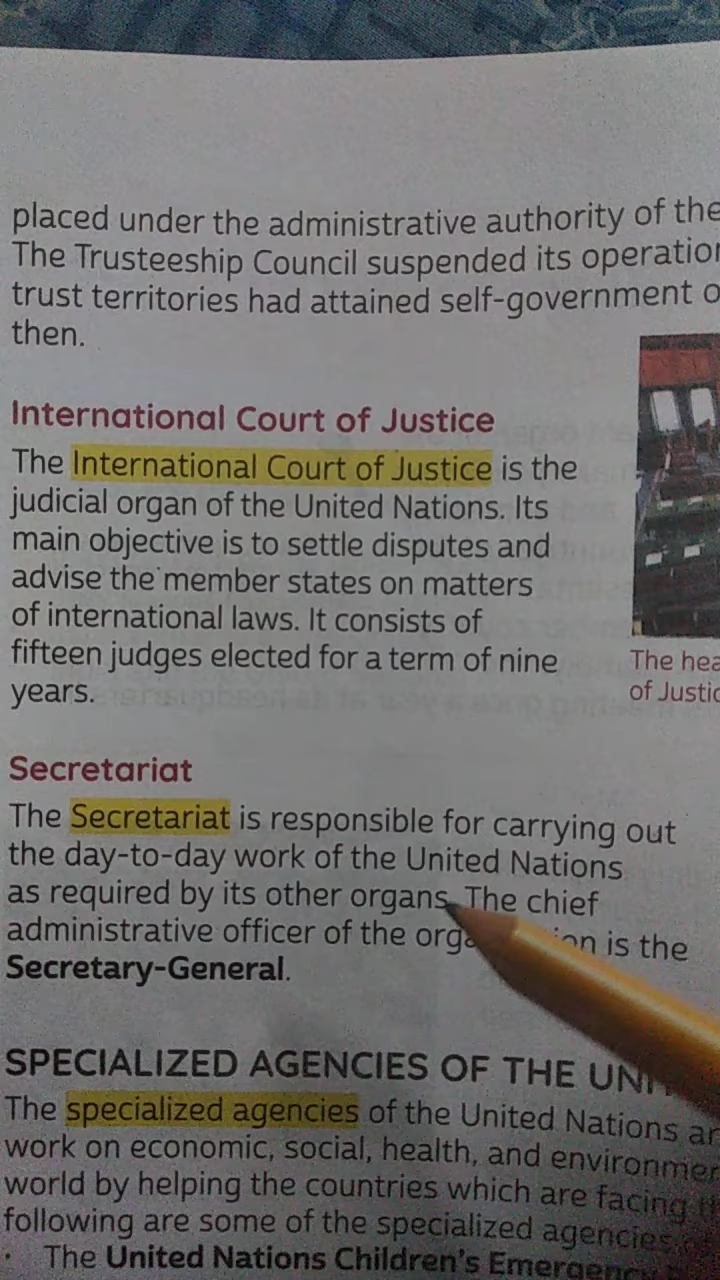 placed under the administrative authority of the
The Trusteeship Council suspended its
trust territories had attained self-government
then.
International Court of Justice
The International Court of Justice is the
judicial organ of the United Nations. Its
main objective is to settle disputes and
advise the member states on matters
of international laws. It consists of
fifteen judges elected for a term of nine
years.
The
of
Secretariat
The Secretariat is responsible for carrying out
the day-to-day work of the United Nations
as required by its other organs. The chief
administrative officer of the is the
Secretary-General.
SPECIALIZED AGENCIES OF THE
The specialized agencies of the United Nations
work on economic, social, health, and
world by helping the countries which are facing
following are some of the specialized agencies
· The United Nations Children's